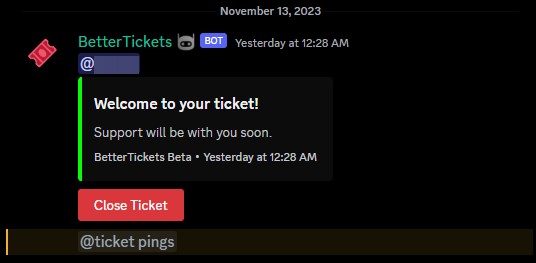 November 13, 2023
BetterTickets BOT Yesterday at 12:28 AM
@
Welcome to your ticket!
Support will be with you soon.
BetterTickets Beta • Yesterday at 12:28 AM
Close Ticket
@ticket pings